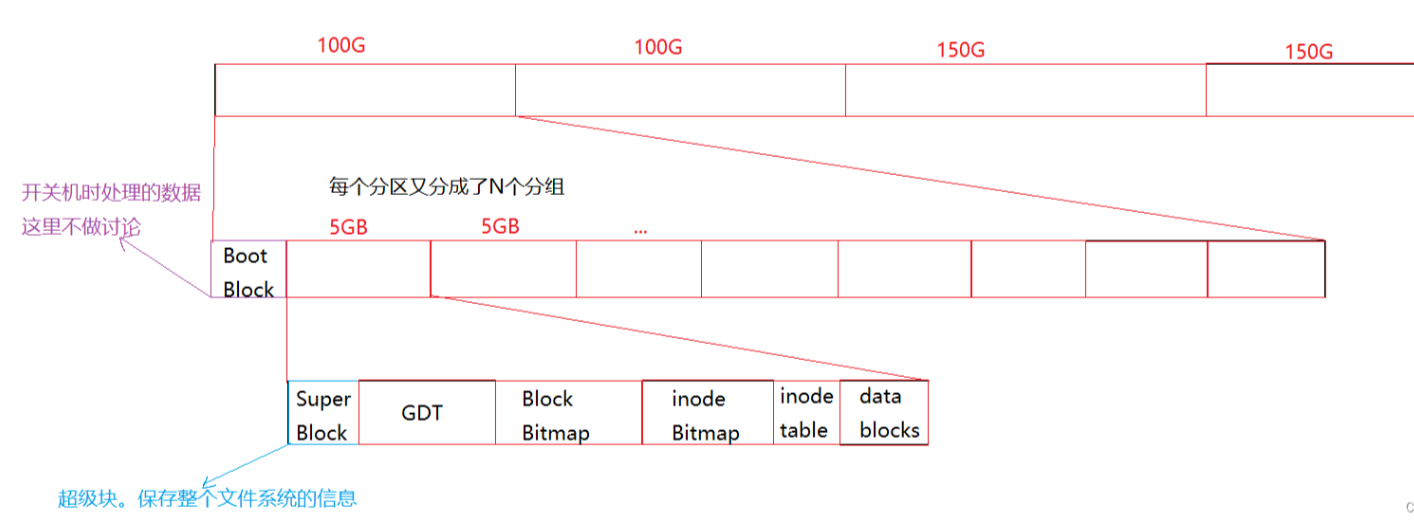 100G
100G
150G
150G
开关机时处理的数据
这里不做讨论
每个分区又分成了N个分组
5GB
5GB
...
Boot
Block
Super
Block
GDT
Block
Bitmap
inode
Bitmap
inode
table
data
blocks
超级块。保存整个文件系统的信息